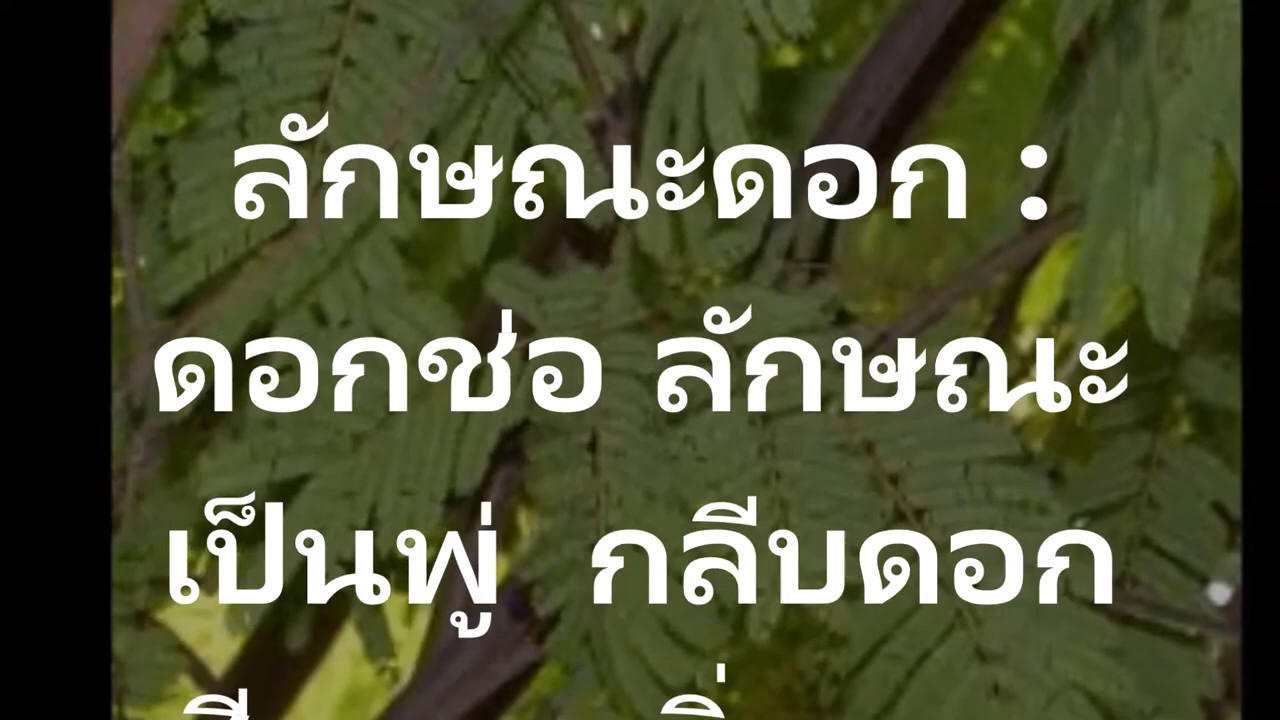 ลักษณะดอก :
ดอกช่อ ลักษณะ
เป็นพู่ กลีบดอก